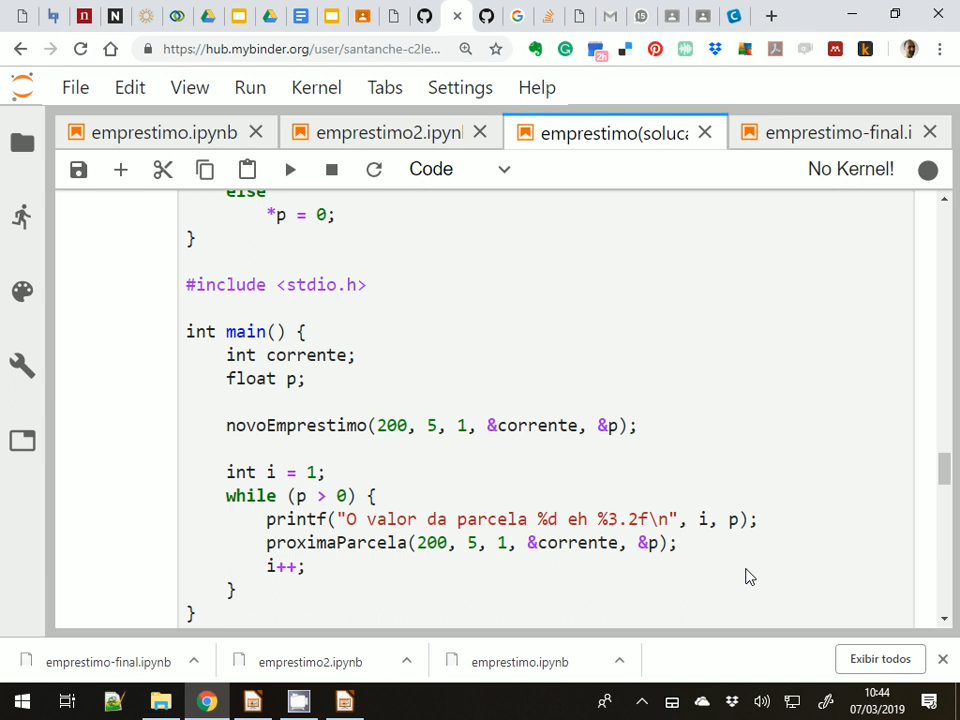 https://hub.mybinder.org/user/santanche-c2le...
File Edit View Run Kernel Tabs Settings Help
emprestimo.ipynb emprestimo2.ipyn emprestimo(soluca emprestimo-final.i
Code No Kernel!
else
*p = 0;
}
#include <stdio.h>
int main() {
int corrente;
float p;
novoEmprestimo(200, 5, 1, &corrente, &p);
int i = 1;
while (p > 0) {
printf("O valor da parcela %d eh %3.2f\n", i, p);
proximaParcela(200, 5, 1, &corrente, &p);
i++;
}
}
emprestimo-final.ipynb emprestimo2.ipynb emprestimo.ipynb Exibir todos
10:44
07/03/2019